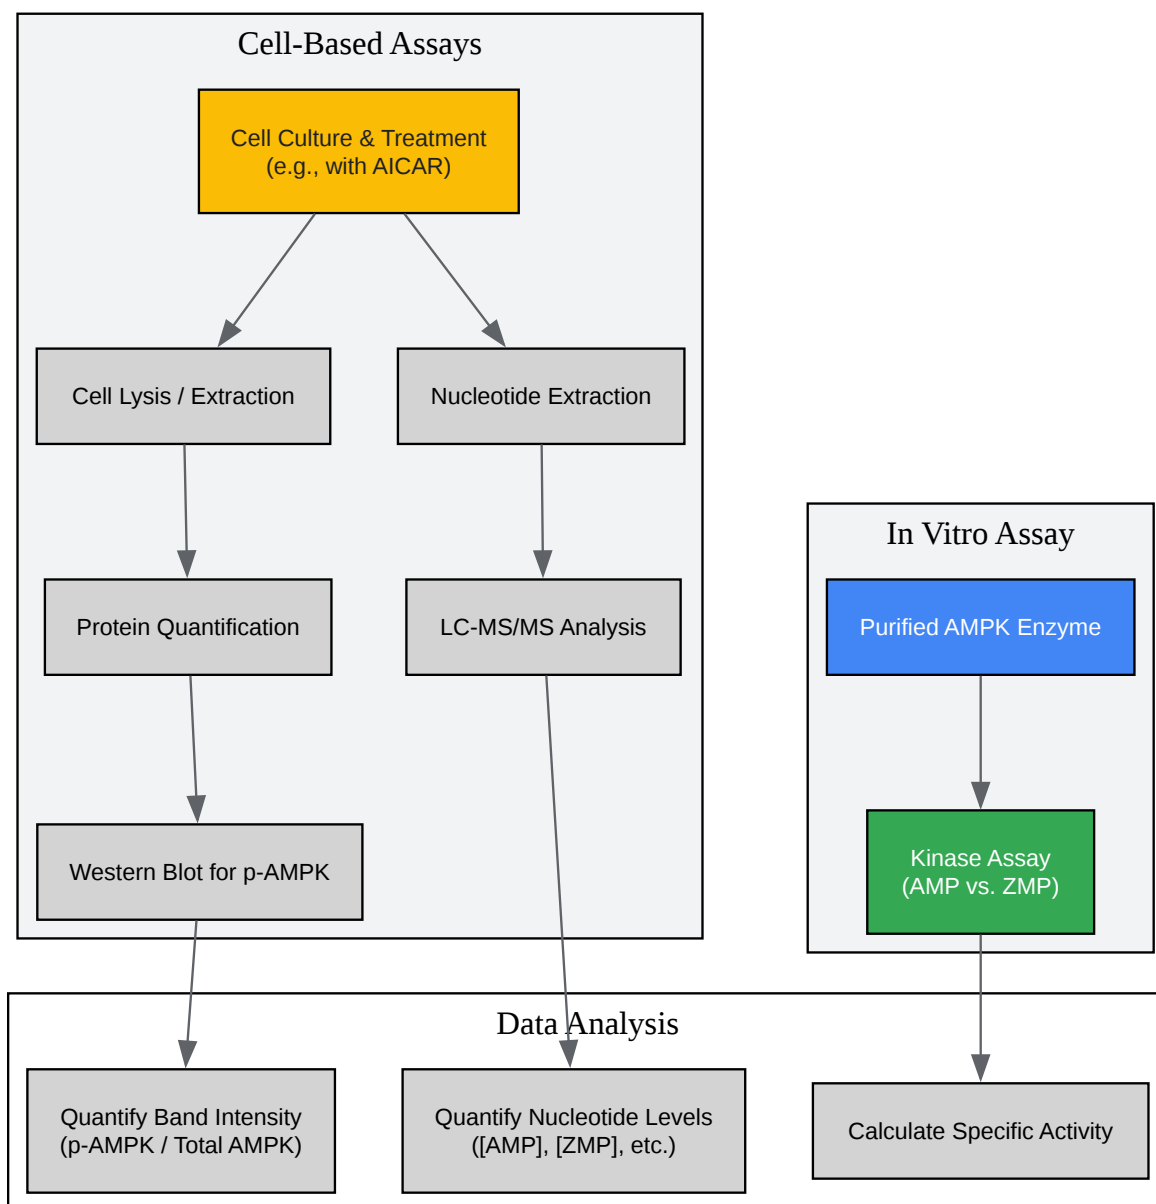 Cell-Based Assays
Cell Culture & Treatment
(e.g., with AICAR)
Cell Lysis / Extraction
Nucleotide Extraction
Protein Quantification
LC-MS/MS Analysis
Western Blot for p-AMPK
In Vitro Assay
Purified AMPK Enzyme
Kinase Assay
(AMP vs. ZMP)
Data Analysis
Quantify Band Intensity
(p-AMPK / Total AMPK)
Quantify Nucleotide Levels
([AMP], [ZMP], etc.)
Calculate Specific Activity